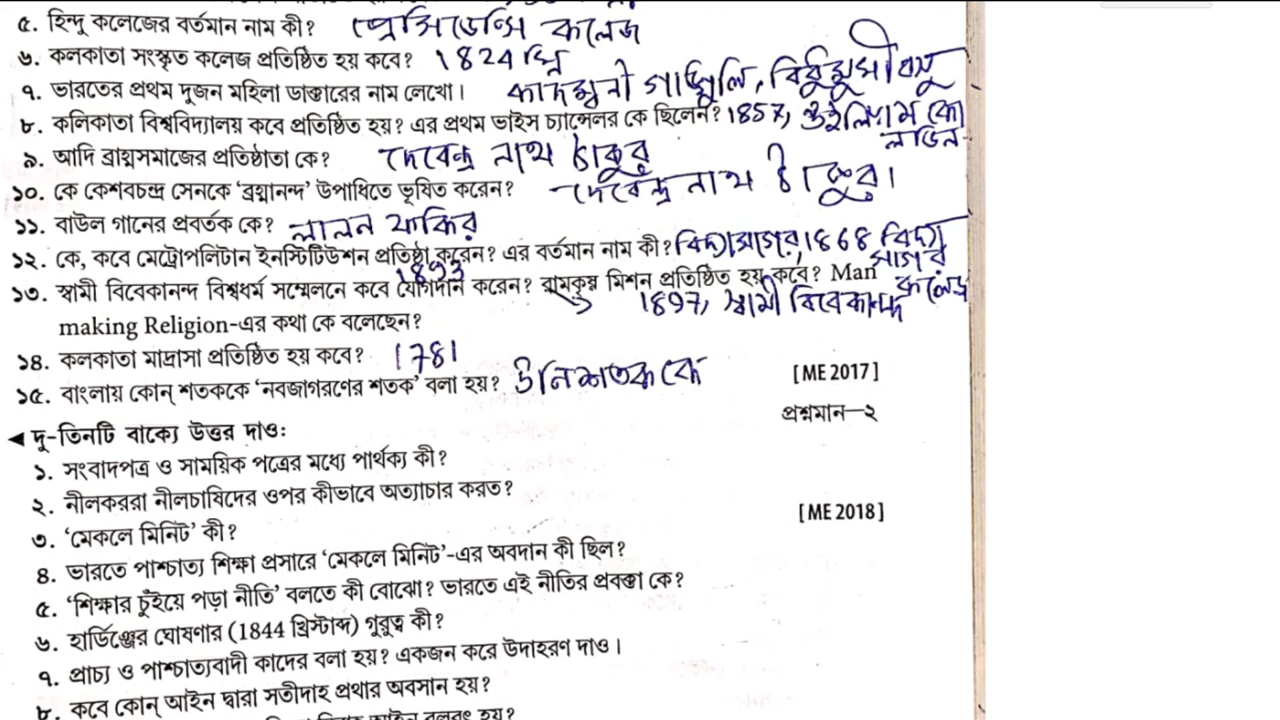 ৫. হিন্দু কলেজের বর্তমান নাম কী? প্রেসিডেন্সি কলেজ
৬. কলকাতা সংস্কৃত কলেজ প্রতিষ্ঠিত হয় কবে? 1824 খ্রিঃ
৭. ভারতের প্রথম দুজন মহিলা ডাক্তারের নাম লেখো। কাদম্বনী গাঙ্গুলি, বিধুমুখী বসু
৮. কলিকাতা বিশ্ববিদ্যালয় কবে প্রতিষ্ঠিত হয়? এর প্রথম ভাইস চ্যান্সেলর কে ছিলেন? 1857, উইলিয়াম কো
লভিল
৯. আদি ব্রাহ্মসমাজের প্রতিষ্ঠাতা কে? দেবেন্দ্র নাথ ঠাকুর
১০. কে কেশবচন্দ্র সেনকে ‘ব্রহ্মানন্দ’ উপাধিতে ভূষিত করেন? দেবেন্দ্র নাথ ঠাকুর।
১১. বাউল গানের প্রবর্তক কে? লালন ফকির
১২. কে, কবে মেট্রোপলিটান ইনস্টিটিউশন প্রতিষ্ঠা করেন? এর বর্তমান নাম কী? বিদ্যাসাগর, 1868 বিদ্যা
সাগর
কলেজ
1893
১৩. স্বামী বিবেকানন্দ বিশ্বধর্ম সম্মেলনে কবে যোগদান করেন? রামকৃষ্ণ মিশন প্রতিষ্ঠিত হয় কবে? Man
making Religion-এর কথা কে বলেছেন? 1897, স্বামী বিবেকানন্দ
১৪. কলকাতা মাদ্রাসা প্রতিষ্ঠিত হয় কবে? 1781
১৫. বাংলায় কোন্ শতককে ‘নবজাগরণের শতক’ বলা হয়? উনিশতককে [ME 2017]
প্রশ্নমান—২
◄ দু-তিনটি বাক্যে উত্তর দাও:
১. সংবাদপত্র ও সাময়িক পত্রের মধ্যে পার্থক্য কী?
২. নীলকররা নীলচাষিদের ওপর কীভাবে অত্যাচার করত?
৩. ‘মেকলে মিনিট’ কী? [ME 2018]
৪. ভারতে পাশ্চাত্য শিক্ষা প্রসারে ‘মেকলে মিনিট’-এর অবদান কী ছিল?
৫. ‘শিক্ষার চুঁইয়ে পড়া নীতি’ বলতে কী বোঝো? ভারতে এই নীতির প্রবক্তা কে?
৬. হার্ডিঞ্জের ঘোষণার (1844 খ্রিস্টাব্দ) গুরুত্ব কী?
৭. প্রাচ্য ও পাশ্চাত্যবাদী কাদের বলা হয়? একজন করে উদাহরণ দাও।
৮. কবে কোন্ আইন দ্বারা সতীদাহ প্রথার অবসান হয়?